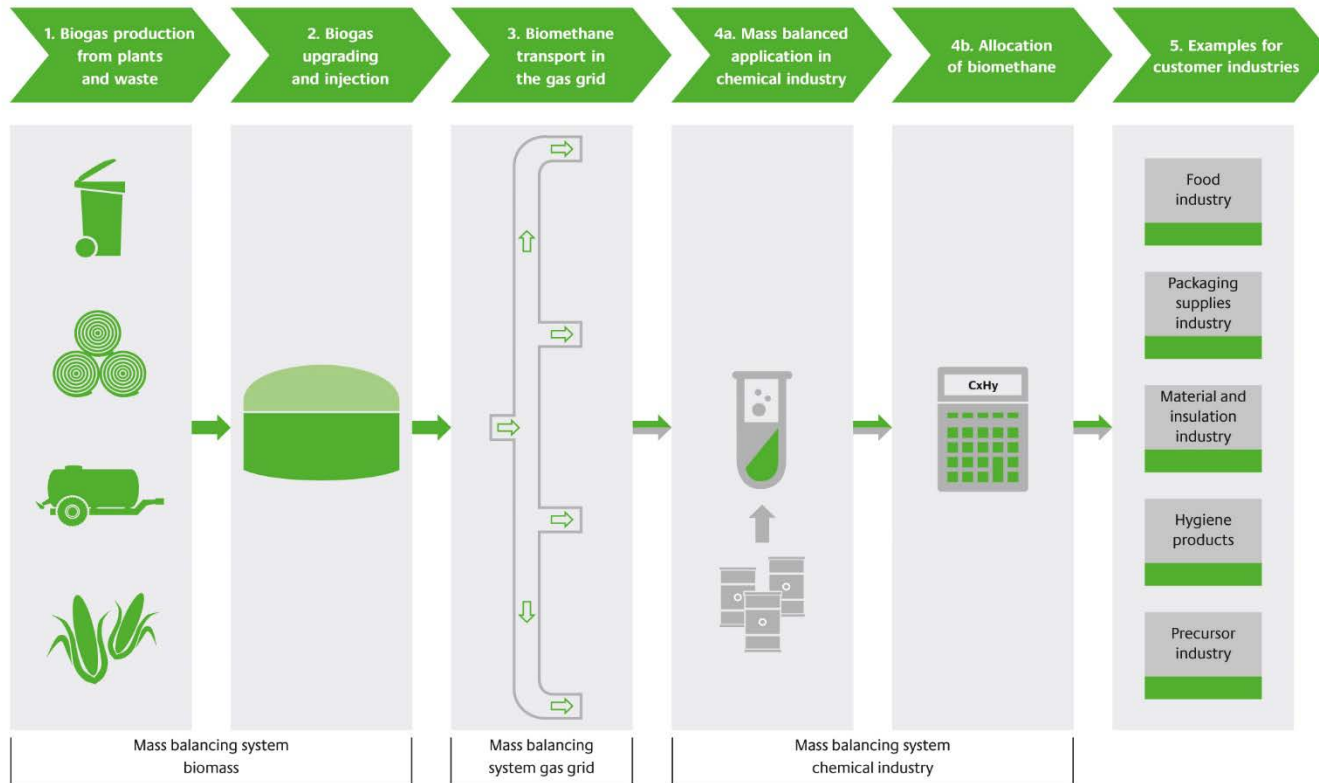 1. Biogas production
from plants
and waste
2. Biogas
upgrading
and injection
3. Biomethane
transport in
the gas grid
4a. Mass balanced
application in
chemical industry
4b. Allocation
of biomethane
5. Examples for
customer industries
Food
industry
Packaging
supplies
industry
CxHy
Material and
insulation
industry
Hygiene
products
Precursor
industry
Mass balancing system
biomass
Mass balancing
system gas grid
Mass balancing system
chemical industry